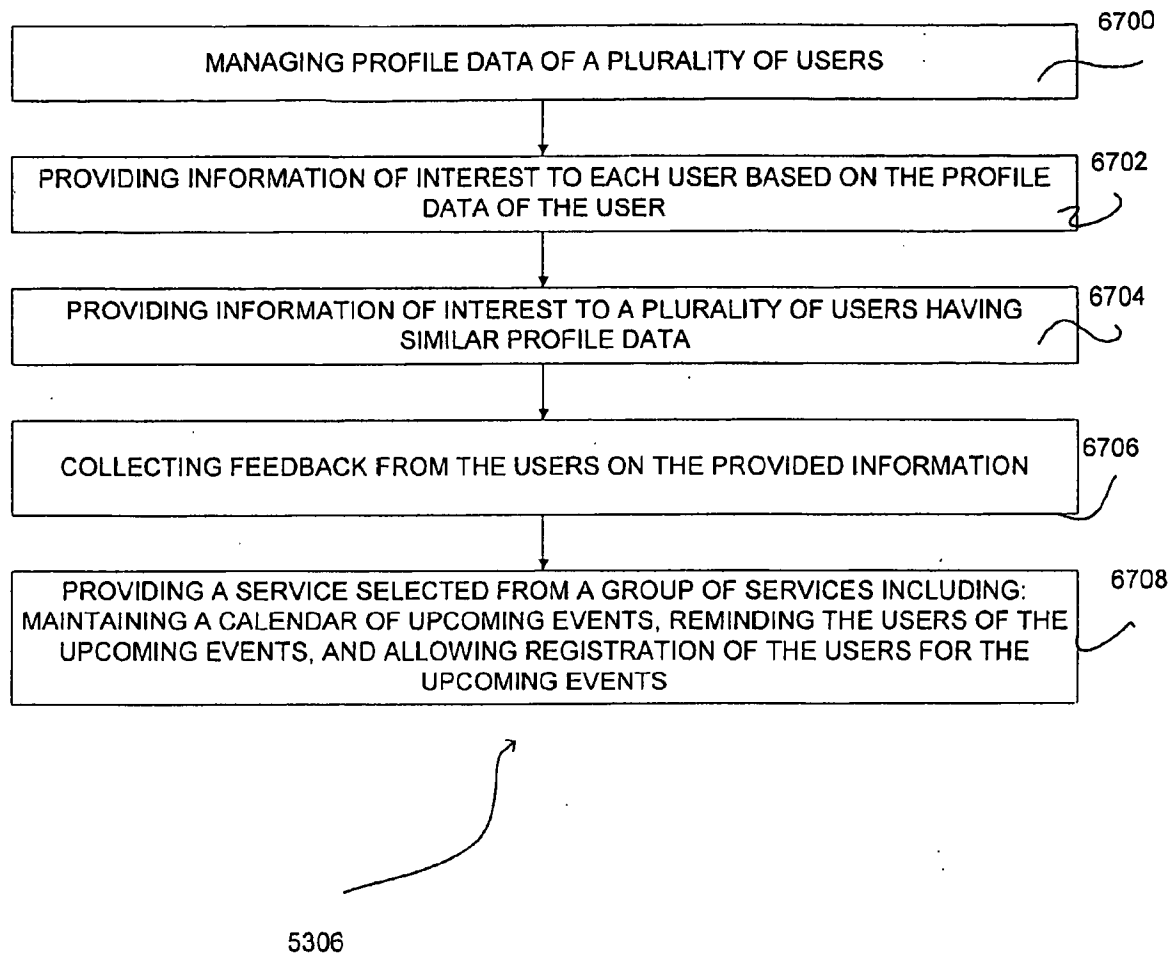 6700
MANAGING PROFILE DATA OF A PLURALITY OF USERS
6702
PROVIDING INFORMATION OF INTEREST TO EACH USER BASED ON THE PROFILE
DATA OF THE USER
6704
PROVIDING INFORMATION OF INTEREST TO A PLURALITY OF USERS HAVING
SIMILAR PROFILE DATA
6706
COLLECTING FEEDBACK FROM THE USERS ON THE PROVIDED INFORMATION
6708
PROVIDING A SERVICE SELECTED FROM A GROUP OF SERVICES INCLUDING:
MAINTAINING A CALENDAR OF UPCOMING EVENTS, REMINDING THE USERS OF THE
UPCOMING EVENTS, AND ALLOWING REGISTRATION OF THE USERS FOR THE
UPCOMING EVENTS
5306